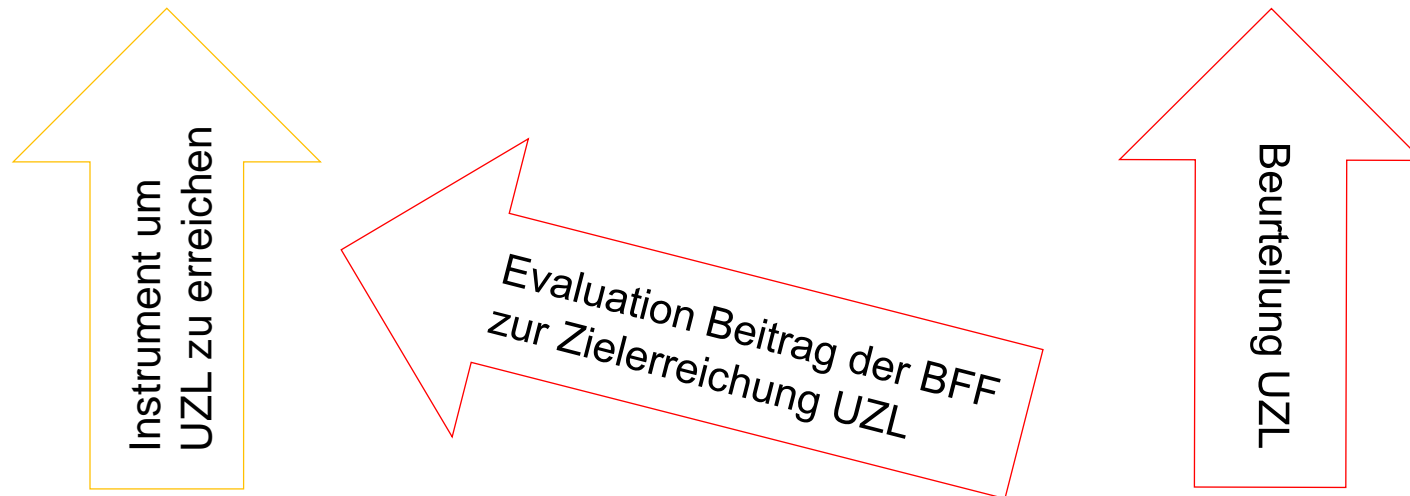 Instrument um
UZL zu erreichen
Evaluation Beitrag der BFF
zur Zielerreichung UZL
Beurteilung UZL